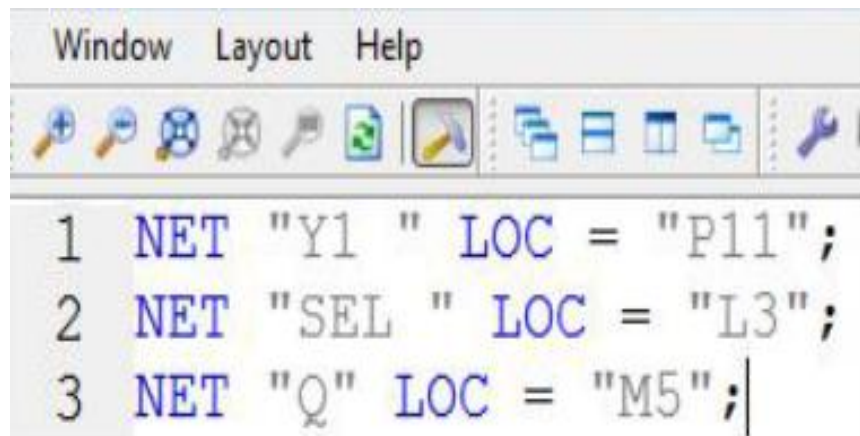 Window Layout Help
1 NET "Y1 " LOC = "P11";
2 NET "SEL " LOC = "L3";
3 NET "Q" LOC = "M5";